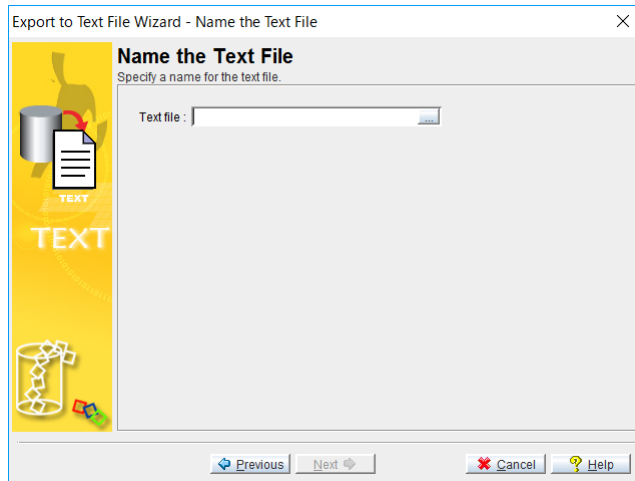 Export to Text File Wizard - Name the Text File
Name the Text File
Specify a name for the text file.
Text file :
...
TEXT
TEXT
Previous
Next
Cancel
Help